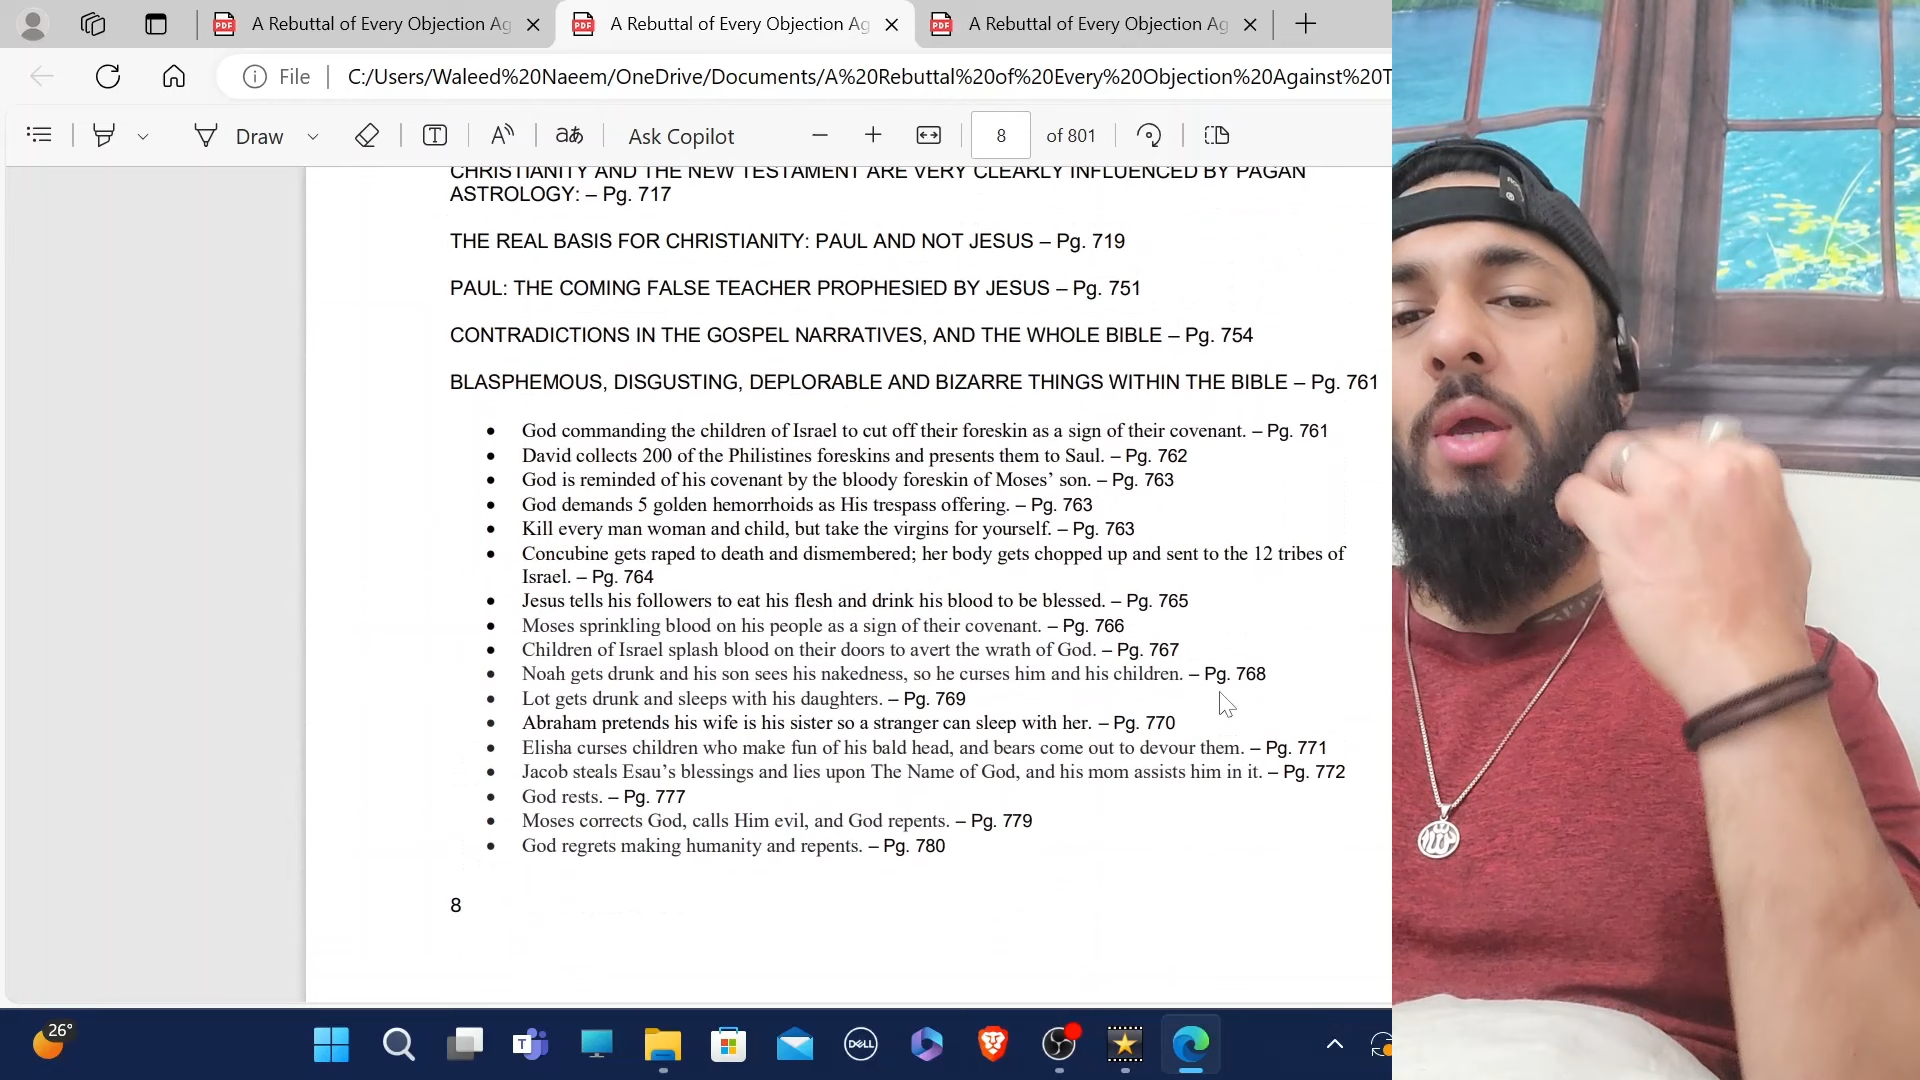 A Rebuttal of Every Objection Ag
A Rebuttal of Every Objection Ag
A Rebuttal of Every Objection Ag
File
C:/Users/Waleed%20Naeem/OneDrive/Documents/A%20Rebuttal%20of%20Every%20Objection%20Against%20T
Draw
Ask Copilot
8
of 801
CHRISTIANITY AND THE NEW TESTAMENT ARE VERY CLEARLY INFLUENCED BY PAGAN
ASTROLOGY: – Pg. 717
THE REAL BASIS FOR CHRISTIANITY: PAUL AND NOT JESUS – Pg. 719
PAUL: THE COMING FALSE TEACHER PROPHESIED BY JESUS – Pg. 751
CONTRADICTIONS IN THE GOSPEL NARRATIVES, AND THE WHOLE BIBLE – Pg. 754
BLASPHEMOUS, DISGUSTING, DEPLORABLE AND BIZARRE THINGS WITHIN THE BIBLE – Pg. 761
• God commanding the children of Israel to cut off their foreskin as a sign of their covenant. – Pg. 761
• David collects 200 of the Philistines foreskins and presents them to Saul. – Pg. 762
• God is reminded of his covenant by the bloody foreskin of Moses’ son. – Pg. 763
• God demands 5 golden hemorrhoids as His trespass offering. – Pg. 763
• Kill every man woman and child, but take the virgins for yourself. – Pg. 763
• Concubine gets raped to death and dismembered; her body gets chopped up and sent to the 12 tribes of
Israel. – Pg. 764
• Jesus tells his followers to eat his flesh and drink his blood to be blessed. – Pg. 765
• Moses sprinkling blood on his people as a sign of their covenant. – Pg. 766
• Children of Israel splash blood on their doors to avert the wrath of God. – Pg. 767
• Noah gets drunk and his son sees his nakedness, so he curses him and his children. – Pg. 768
• Lot gets drunk and sleeps with his daughters. – Pg. 769
• Abraham pretends his wife is his sister so a stranger can sleep with her. – Pg. 770
• Elisha curses children who make fun of his bald head, and bears come out to devour them. – Pg. 771
• Jacob steals Esau’s blessings and lies upon The Name of God, and his mom assists him in it. – Pg. 772
• God rests. – Pg. 777
• Moses corrects God, calls Him evil, and God repents. – Pg. 779
• God regrets making humanity and repents. – Pg. 780
8
26°
DELL
الله